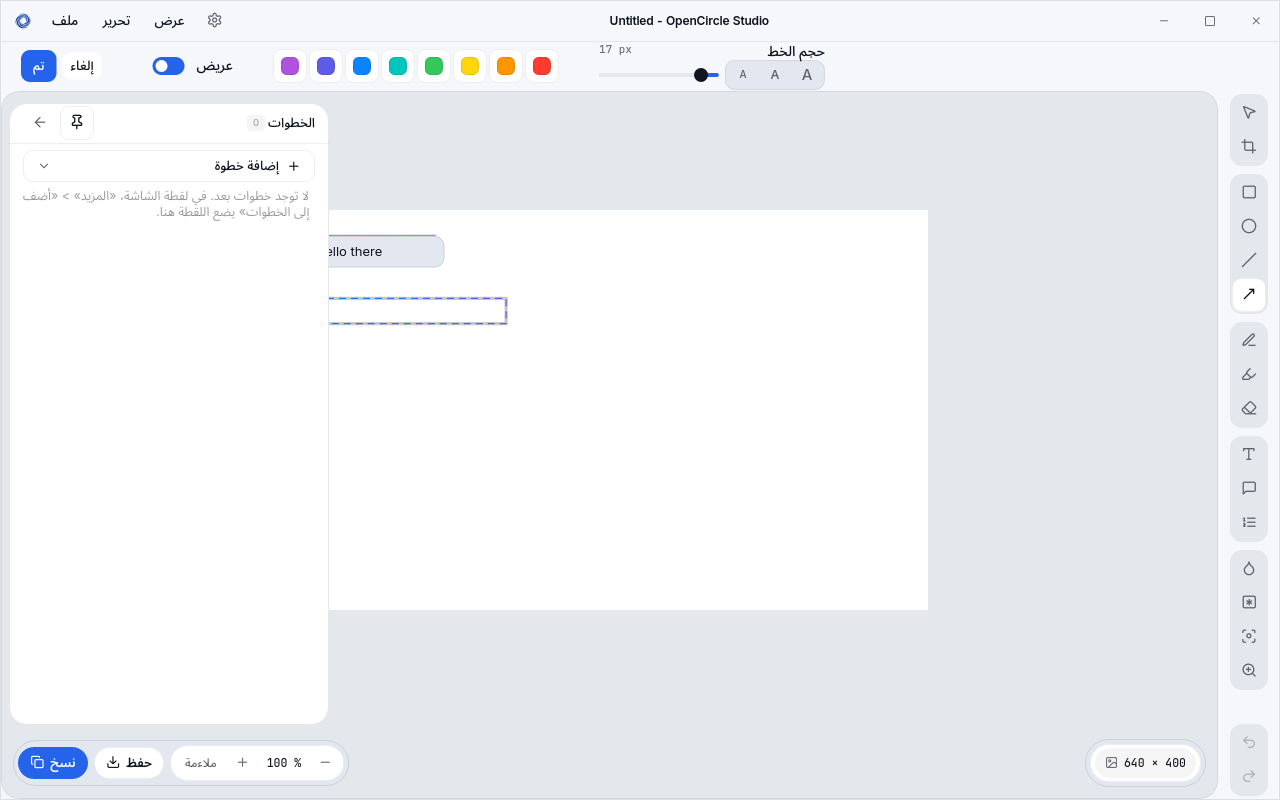 ملف
تحرير
عرض
Untitled - OpenCircle Studio
تم
إلغاء
عريض
17 px
حجم الخط
A A A
الخطوات 0
إضافة خطوة
لا توجد خطوات بعد. في لقطة الشاشة، «المزيد» > «أضف
إلى الخطوات» يضع اللقطة هنا.
ello there
نسخ
حفظ
ملاءمة
100 %
640 × 400